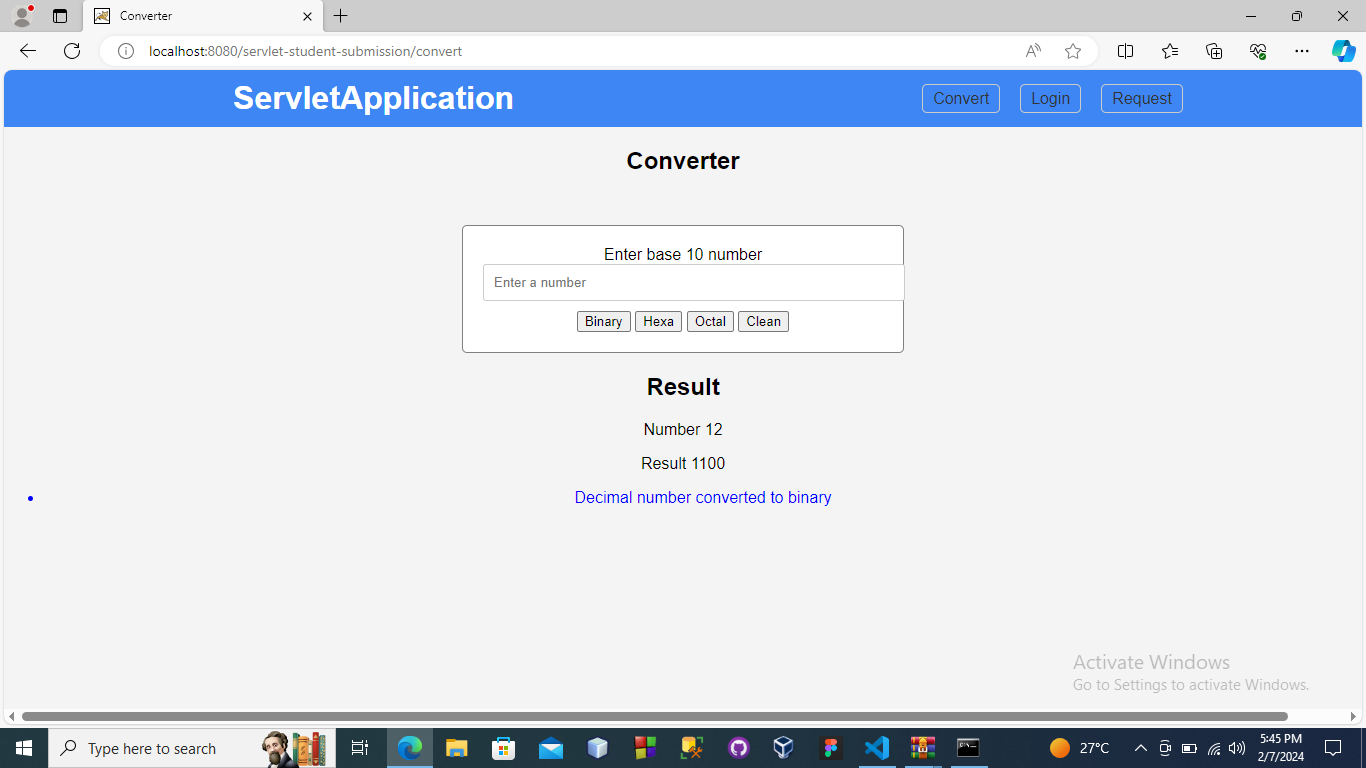 Converter
localhost:8080/servlet-student-submission/convert
ServletApplication
Convert Login Request
Converter
Enter base 10 number
Enter a number
Binary Hexa Octal Clean
Result
Number 12
Result 1100
Decimal number converted to binary
Activate Windows
Go to Settings to activate Windows.
Type here to search
27°C
5:45 PM
2/7/2024